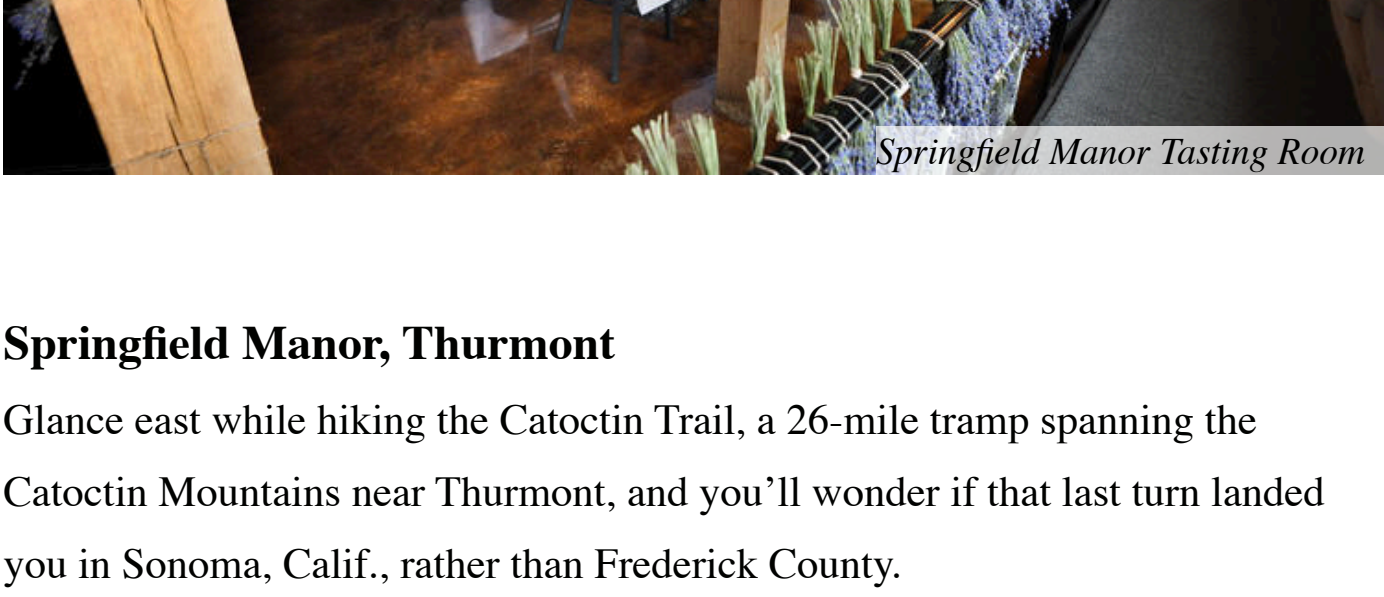 Springfield Manor Tasting Room
Springfield Manor, Thurmont
Glance east while hiking the Catoctin Trail, a 26-mile tramp spanning the
Catoctin Mountains near Thurmont, and you’ll wonder if that last turn landed
you in Sonoma, Calif., rather than Frederick County.